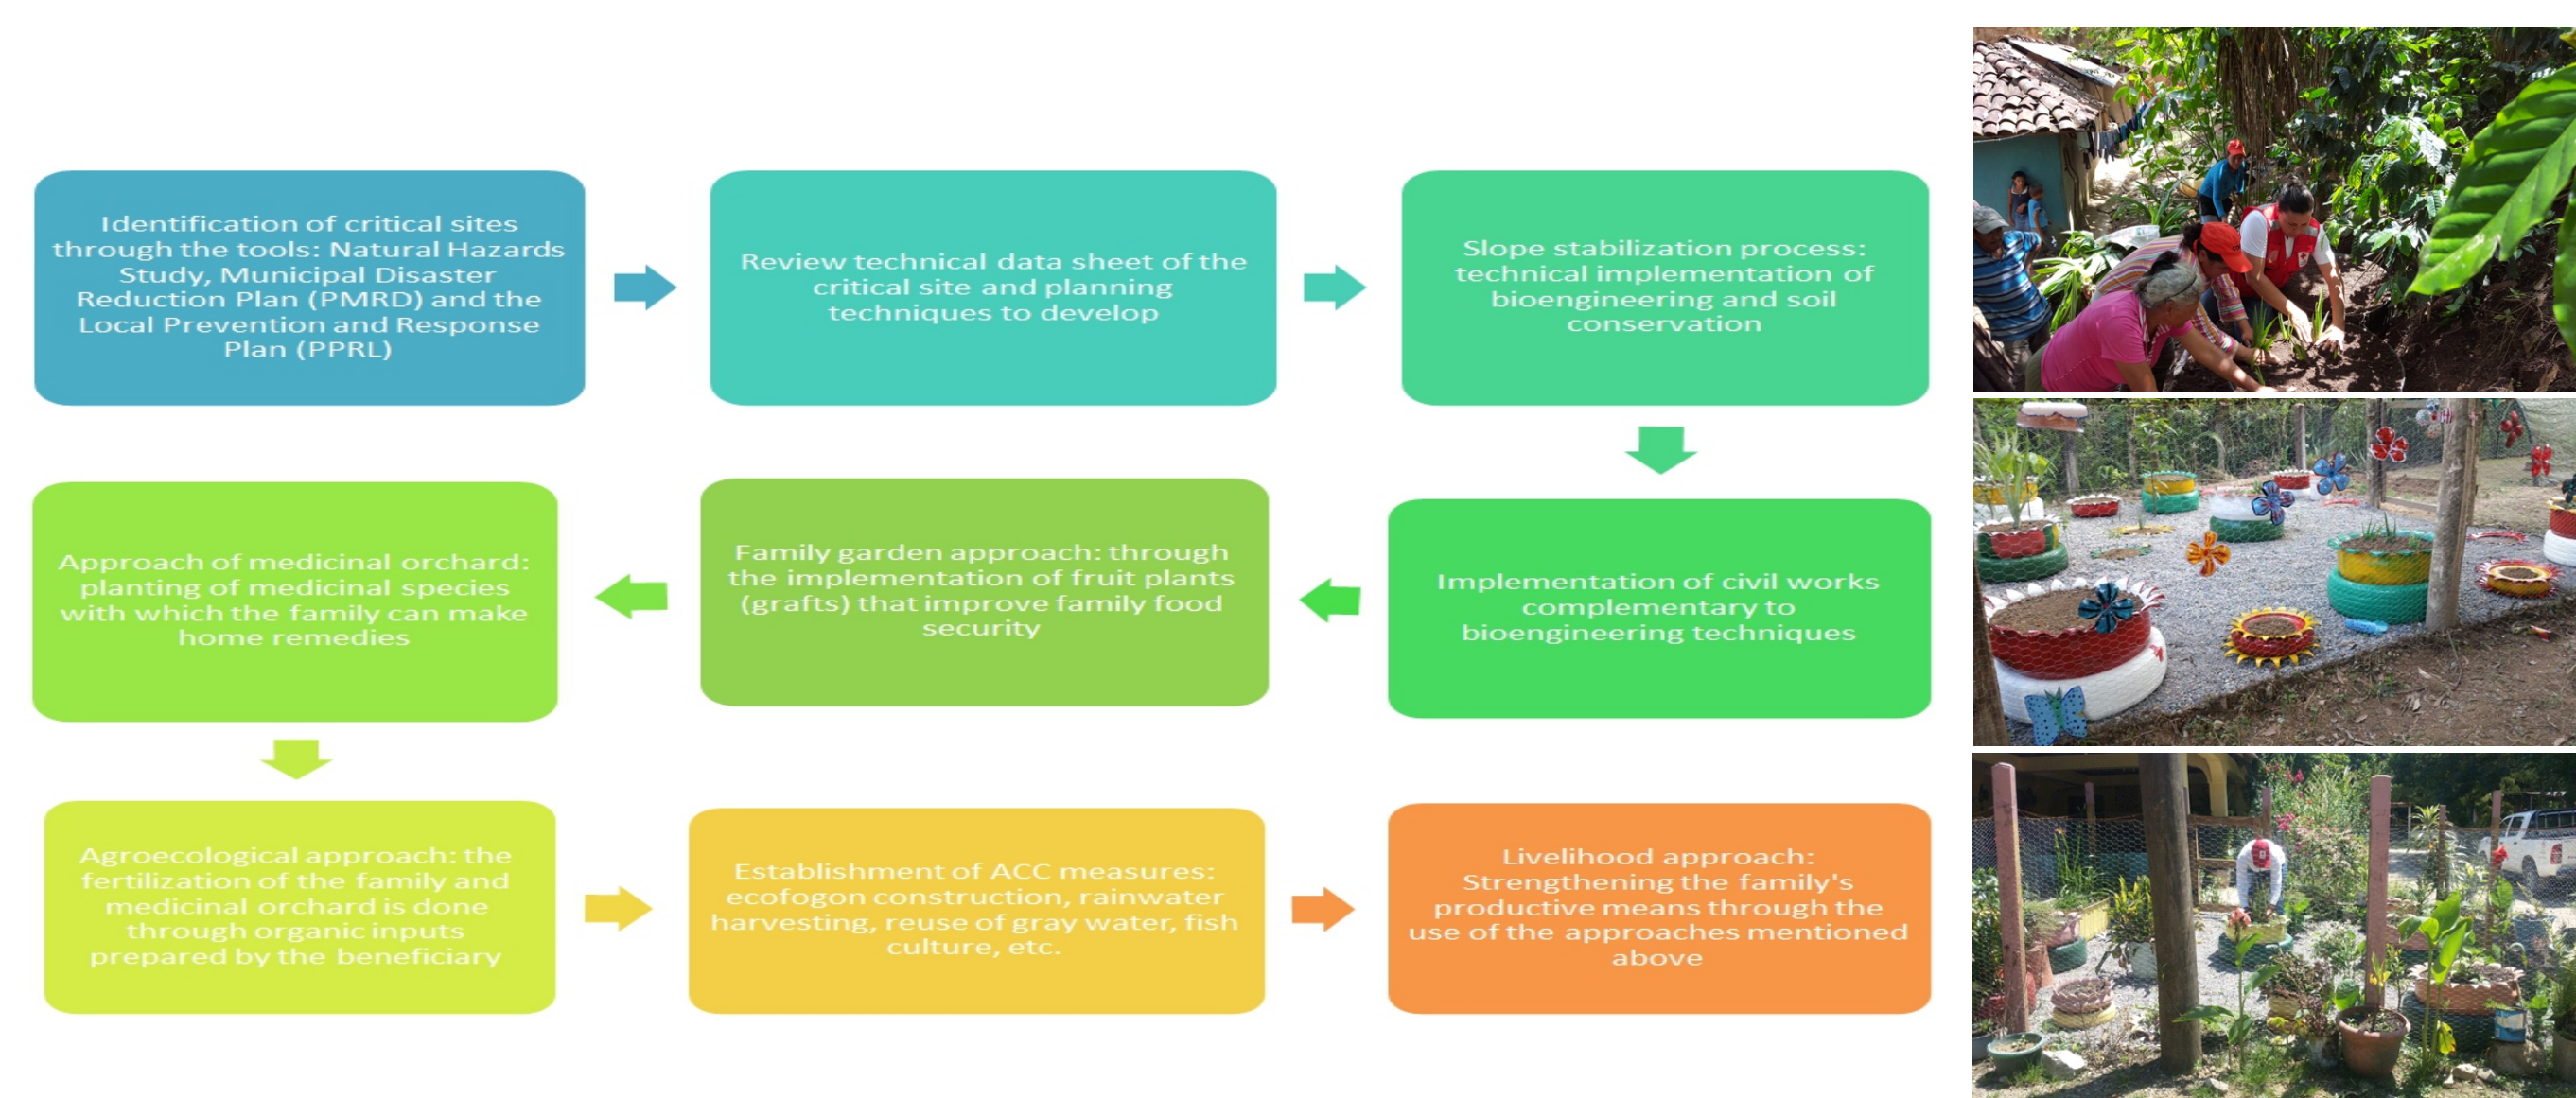 Identification of critical sites
through the tools: Natural Hazards
Study, Municipal Disaster
Reduction Plan (PMRD) and the
Local Prevention and Response
Plan (PPRL)
Review technical data sheet of the
critical site and planning
techniques to develop
Slope stabilization process:
technical implementation of
bioengineering and soil
conservation
Implementation of civil works
complementary to
bioengineering techniques
Family garden approach: through
the implementation of fruit plants
(grafts) that improve family food
security
Approach of medicinal orchard:
planting of medicinal species
with which the family can make
home remedies
Agroecological approach: the
fertilization of the family and
medicinal orchard is done
through organic inputs
prepared by the beneficiary
Establishment of ACC measures:
ecofogon construction, rainwater
harvesting, reuse of gray water, fish
culture, etc.
Livelihood approach:
Strengthening the family's
productive means through the
use of the approaches mentioned
above